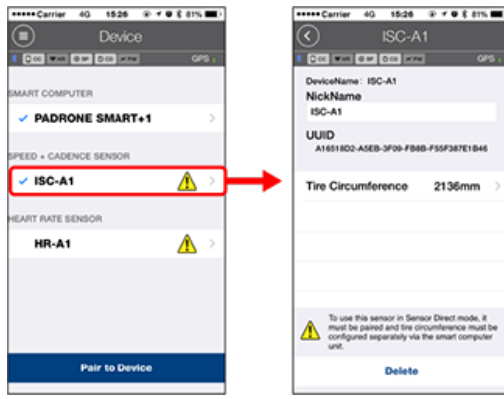 ●●●●●Carrier 4G 15:26 81%
Device
GPS
SMART COMPUTER
PADRONE SMART+1
SPEED + CADENCE SENSOR
ISC-A1
HEART RATE SENSOR
HR-A1
Pair to Device
●●●●●Carrier 4G 15:26 81%
ISC-A1
GPS
DeviceName: ISC-A1
NickName
ISC-A1
UUID
A16518D2-A5EB-3F09-FB8B-F55F387E1B46
Tire Circumference 2136mm
To use this sensor in Sensor Direct mode, it
must be paired and tire circumference must be
configured separately via the smart computer
unit.
Delete